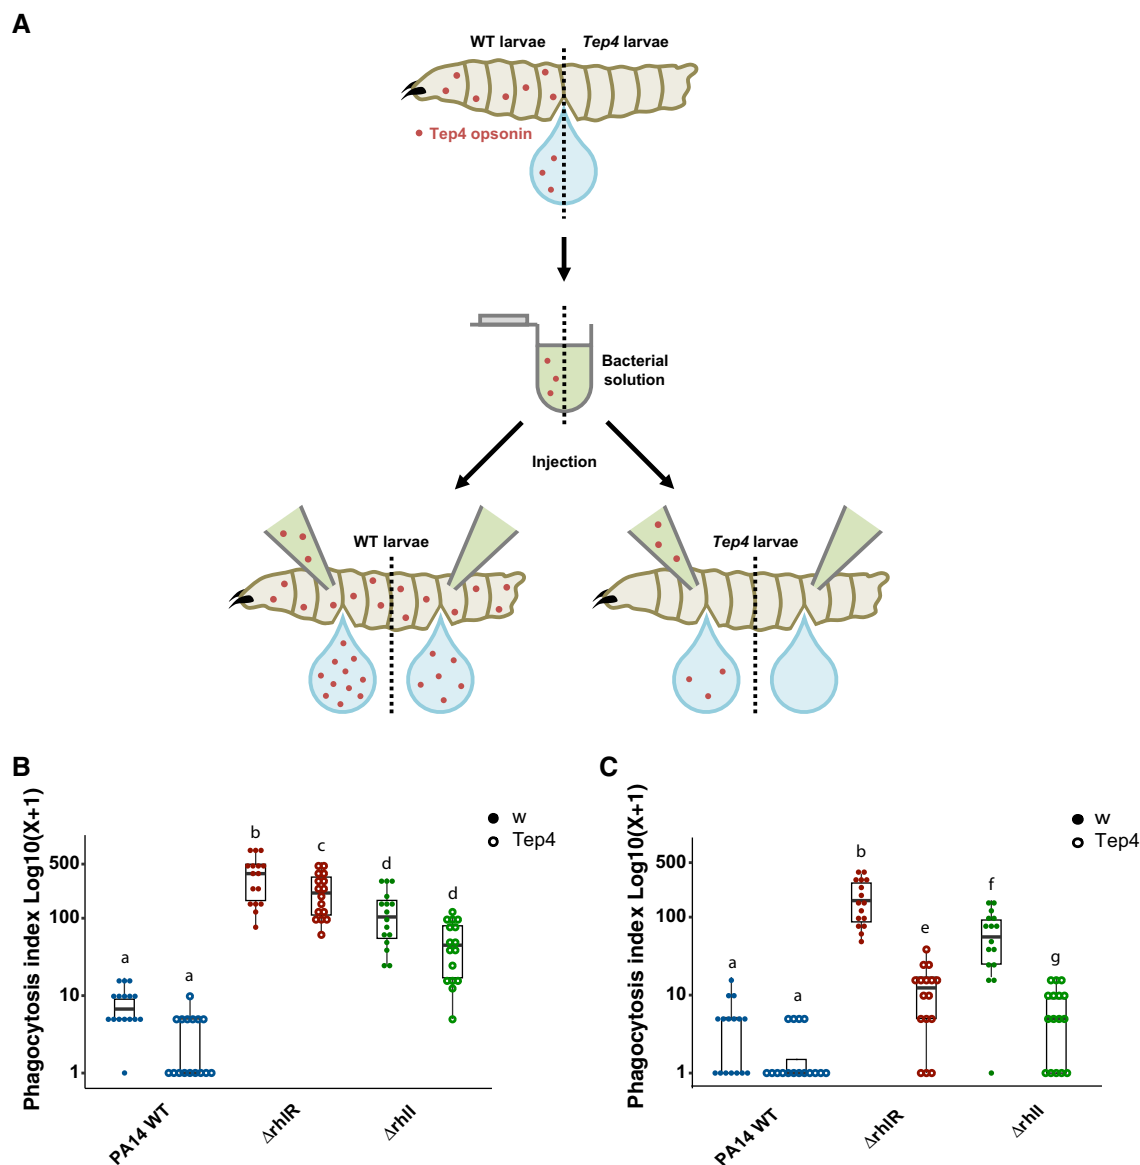 A
WT larvae
Tep4 larvae
Tep4 opsonin
Bacterial
solution
Injection
WT larvae
Tep4 larvae
B
Phagocytosis index Log10(X+1)
w
Tep4
500
100
10
1
a
a
b
c
d
d
PA14 WT
ΔrhlR
ΔrhlI
C
Phagocytosis index Log10(X+1)
w
Tep4
500
100
10
1
a
a
b
e
f
g
PA14 WT
ΔrhlR
ΔrhlI